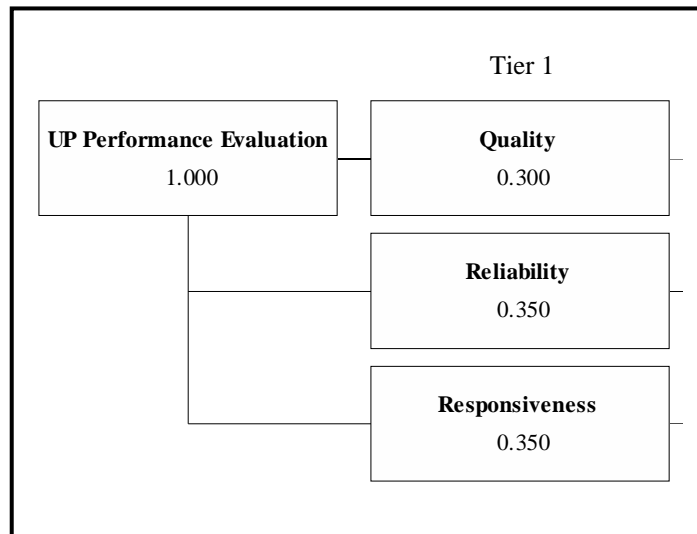 Tier 1
UP Performance Evaluation
1.000
Quality
0.300
Reliability
0.350
Responsiveness
0.350